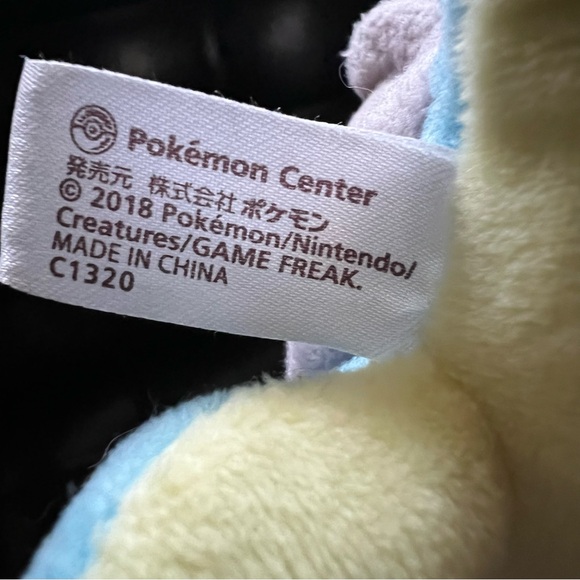 Pokémon Center
発売元 株式会社ポケモン
© 2018 Pokémon/Nintendo/
Creatures/GAME FREAK.
MADE IN CHINA
C1320